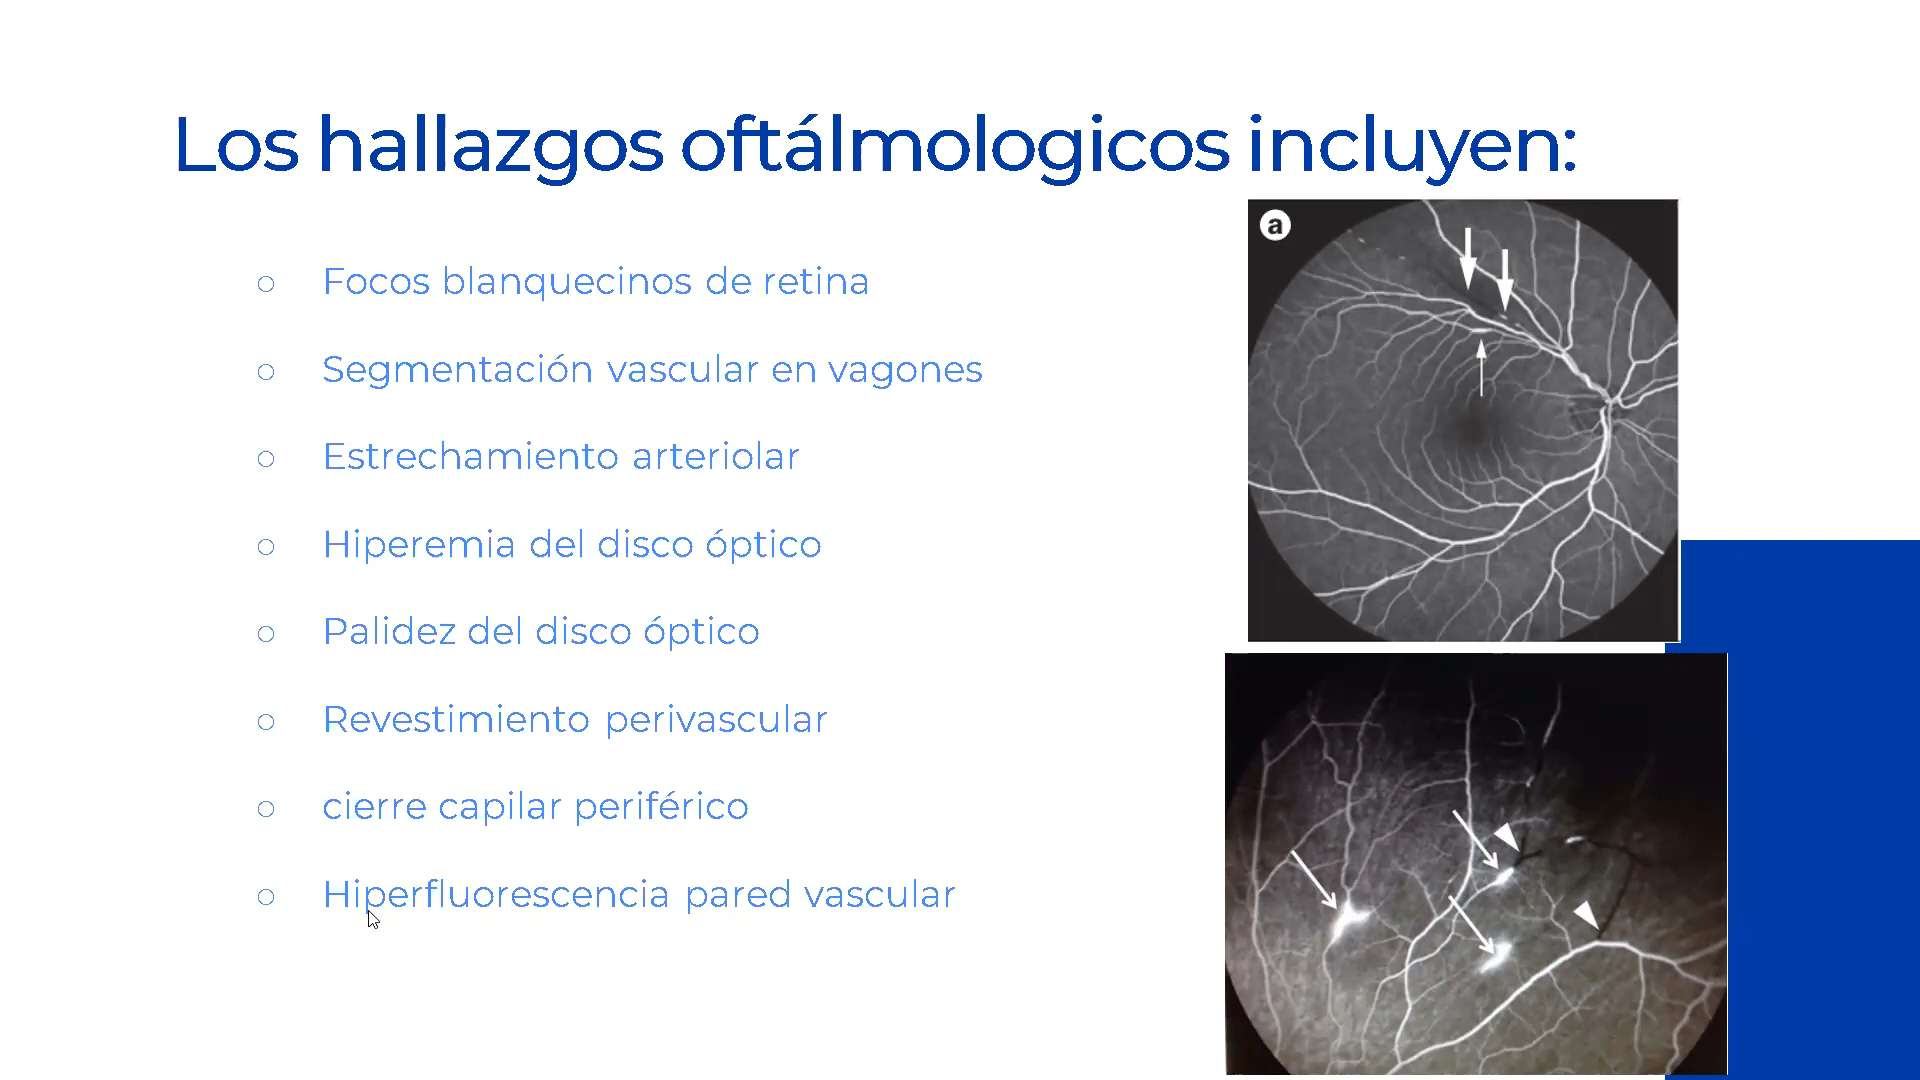 Los hallazgos oftálmologicos incluyen:
Focos blanquecinos de retina
Segmentación vascular en vagones
Estrechamiento arteriolar
Hiperemia del disco óptico
Palidez del disco óptico
Revestimiento perivascular
cierre capilar periférico
Hiperfluorescencia pared vascular
a